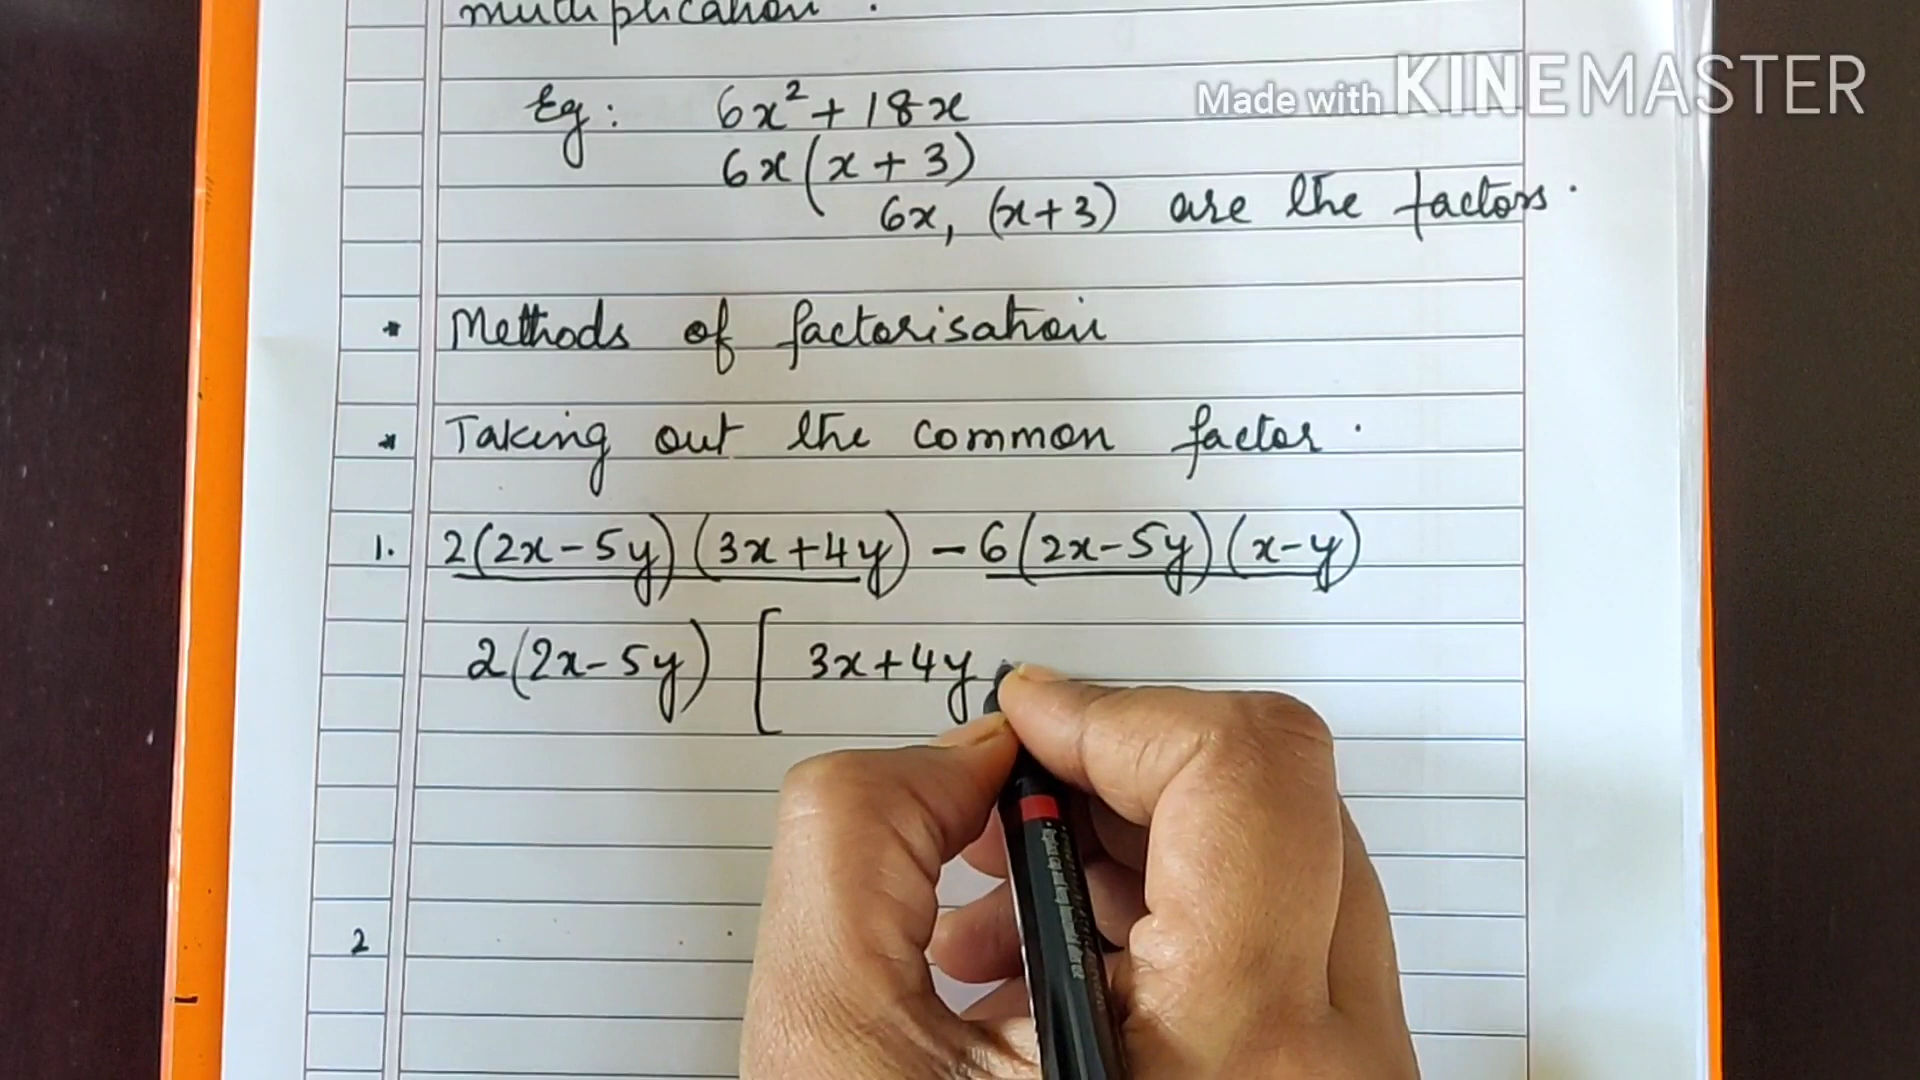 multiplication.
Made with KINEMASTER
Eg: 6x² + 18x
6x(x + 3)
6x, (x+3) are the factors.
* Methods of factorisation
* Taking out the common factor.
1. 2(2x-5y)(3x+4y) - 6(2x-5y)(x-y)
2(2x-5y) [ 3x+4y
2